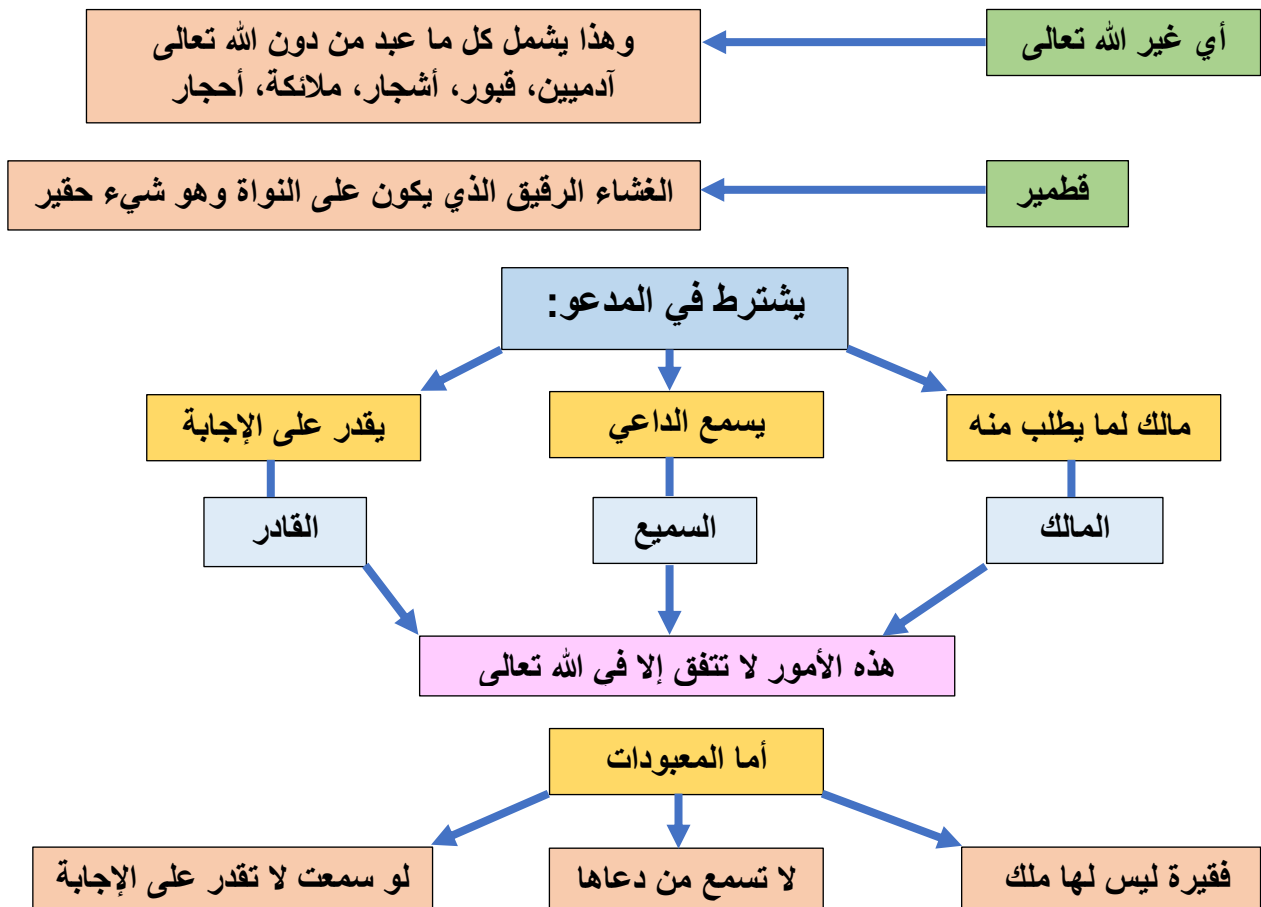 أي غير الله تعالى
وهذا يشمل كل ما عبد من دون الله تعالى
آدميين، قبور، أشجار، ملائكة، أحجار
قطمير
الغشاء الرقيق الذي يكون على النواة وهو شيء حقير
يشترط في المدعو:
مالك لما يطلب منه
يسمع الداعي
يقدر على الإجابة
المالك
السميع
القادر
هذه الأمور لا تتفق إلا في الله تعالى
أما المعبودات
فقيرة ليس لها ملك
لا تسمع من دعاها
لو سمعت لا تقدر على الإجابة